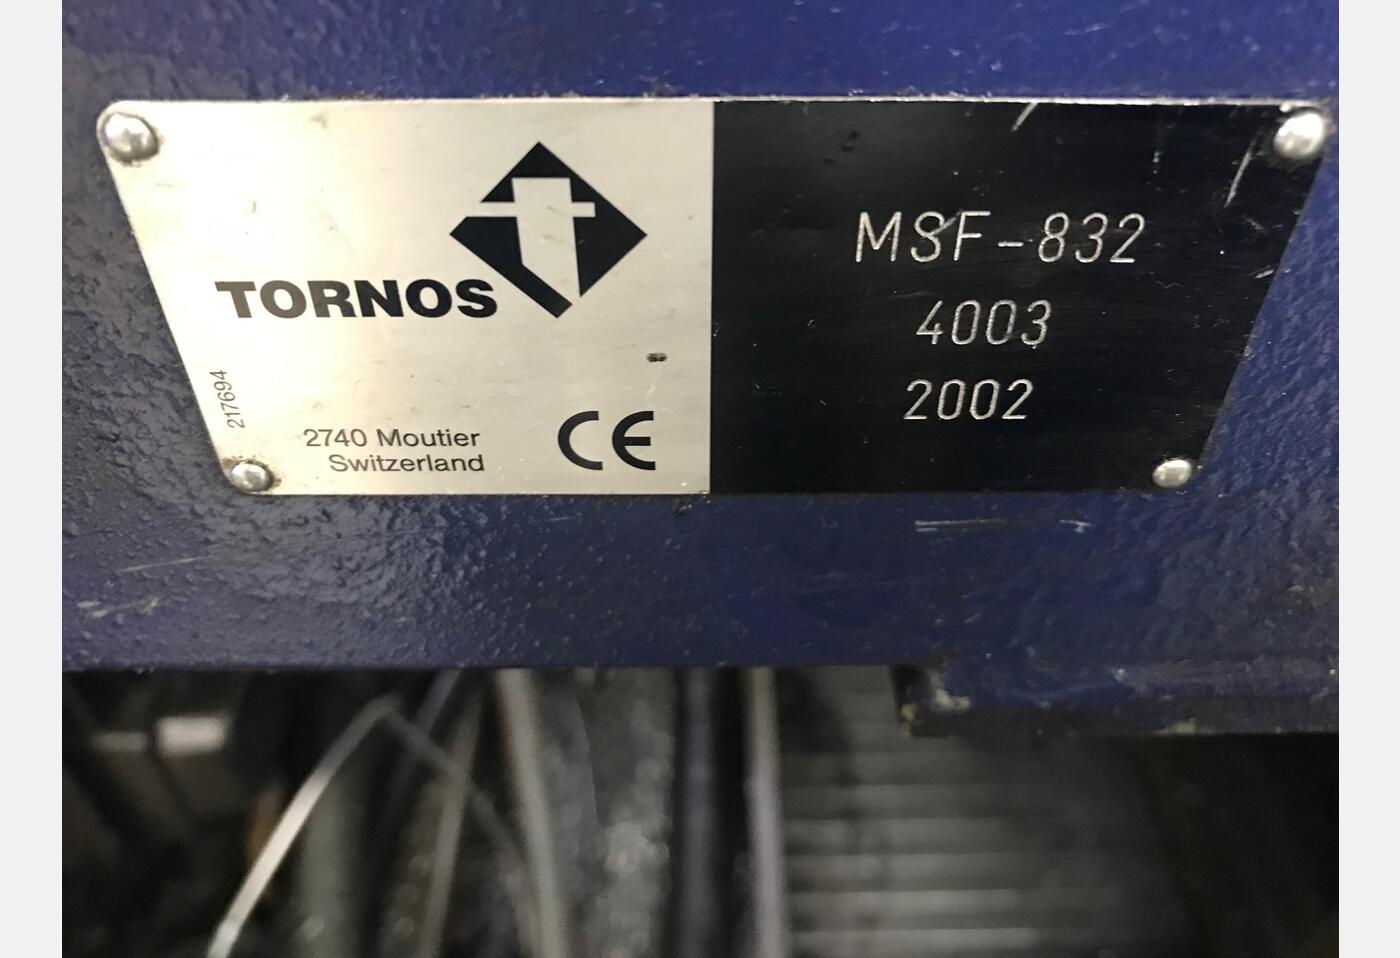 TORNOS
217694
2740 Moutier
Switzerland
CE
MSF-832
4003
2002